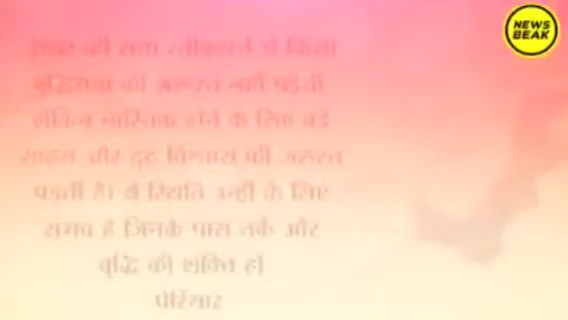 NEWS
BEAK
ईश्वर की सत्ता स्वीकारने में किसी
बुद्धिमत्ता की जरूरत नहीं पड़ती
लेकिन नास्तिक होने के लिए बड़े
साहस और दृढ़ विश्वास की जरूरत
पड़ती है। ये स्थिति उन्हीं के लिए
संभव है जिनके पास तर्क और
बुद्धि की शक्ति हो
पेरियार